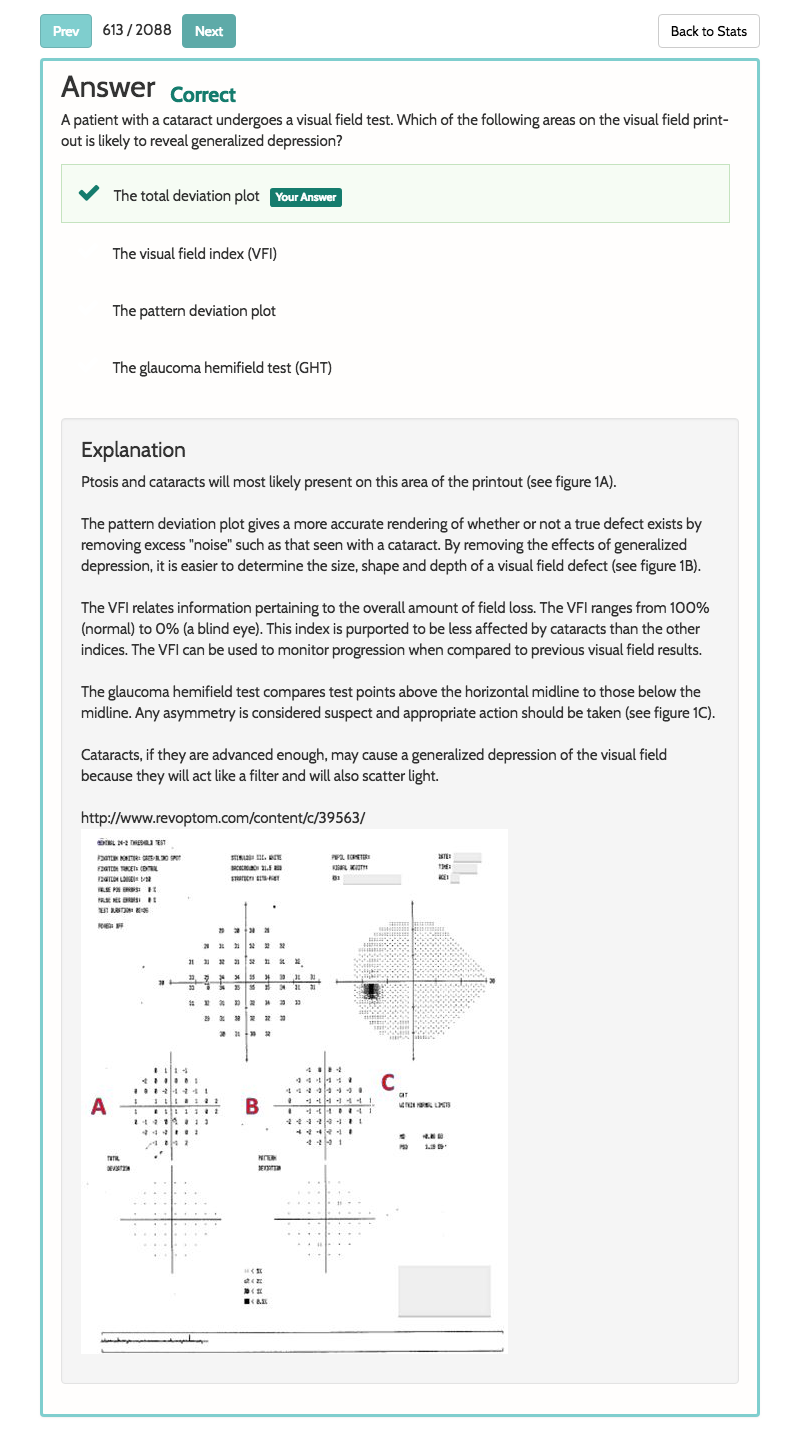 Prev 613 / 2088 Next Back to Stats
Answer Correct
A patient with a cataract undergoes a visual field test. Which of the following areas on the visual field print-
out is likely to reveal generalized depression?
The total deviation plot Your Answer
The visual field index (VFI)
The pattern deviation plot
The glaucoma hemifield test (GHT)
Explanation
Ptosis and cataracts will most likely present on this area of the printout (see figure 1A).
The pattern deviation plot gives a more accurate rendering of whether or not a true defect exists by
removing excess "noise" such as that seen with a cataract. By removing the effects of generalized
depression, it is easier to determine the size, shape and depth of a visual field defect (see figure 1B).
The VFI relates information pertaining to the overall amount of field loss. The VFI ranges from 100%
(normal) to 0% (a blind eye). This index is purported to be less affected by cataracts than the other
indices. The VFI can be used to monitor progression when compared to previous visual field results.
The glaucoma hemifield test compares test points above the horizontal midline to those below the
midline. Any asymmetry is considered suspect and appropriate action should be taken (see figure 1C).
Cataracts, if they are advanced enough, may cause a generalized depression of the visual field
because they will act like a filter and will also scatter light.
http://www.revoptom.com/content/c/39563/
CENTRAL 24-2 THRESHOLD TEST
FIXATION MONITOR: GAZE/BLIND SPOT
FIXATION TARGET: CENTRAL
FIXATION LOSSES: 1/10
FALSE POS ERRORS: 0 %
FALSE NEG ERRORS: 0 %
TEST DURATION:
FOVEA: OFF
STIMULUS: III, WHITE
BACKGROUND: 31.5 ASB
STRATEGY: SITA-FAST
PUPIL DIAMETER:
VISUAL ACUITY:
RX:
DATE:
TIME:
AGE:
30
30
A
B
C
GHT
WITHIN NORMAL LIMITS
MD
PSD
TOTAL
DEVIATION
PATTERN
DEVIATION
< 5%
< 2%
< 1%
< 0.5%